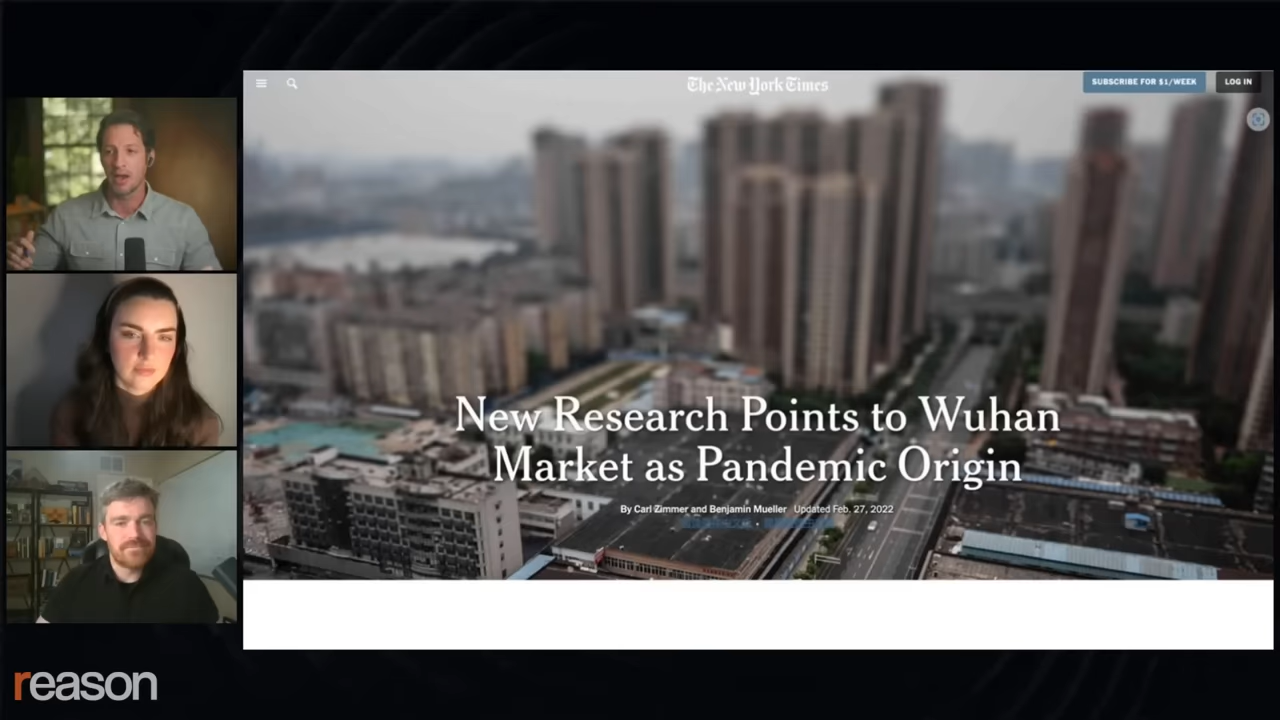 The New York Times
SUBSCRIBE FOR $1/WEEK
LOG IN
New Research Points to Wuhan
Market as Pandemic Origin
By Carl Zimmer and Benjamin Mueller Updated Feb. 27, 2022
reason